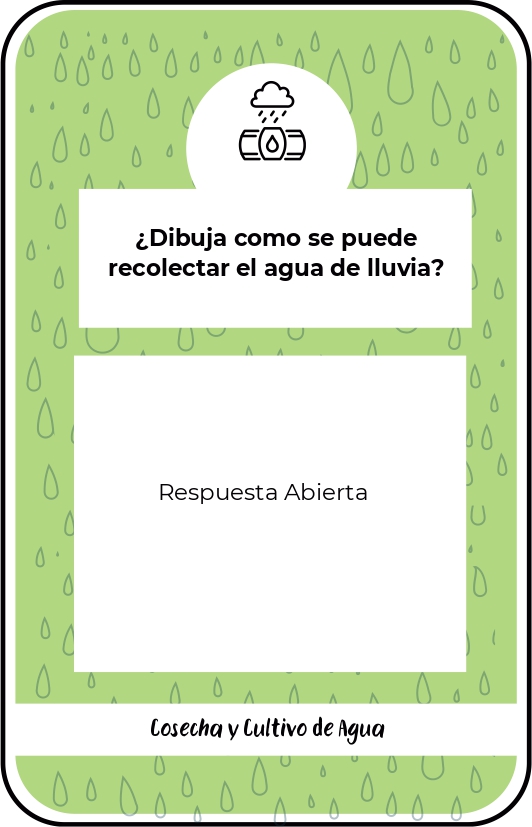 ¿Dibuja como se puede
recolectar el agua de lluvia?
Respuesta Abierta
Cosecha y Cultivo de Agua